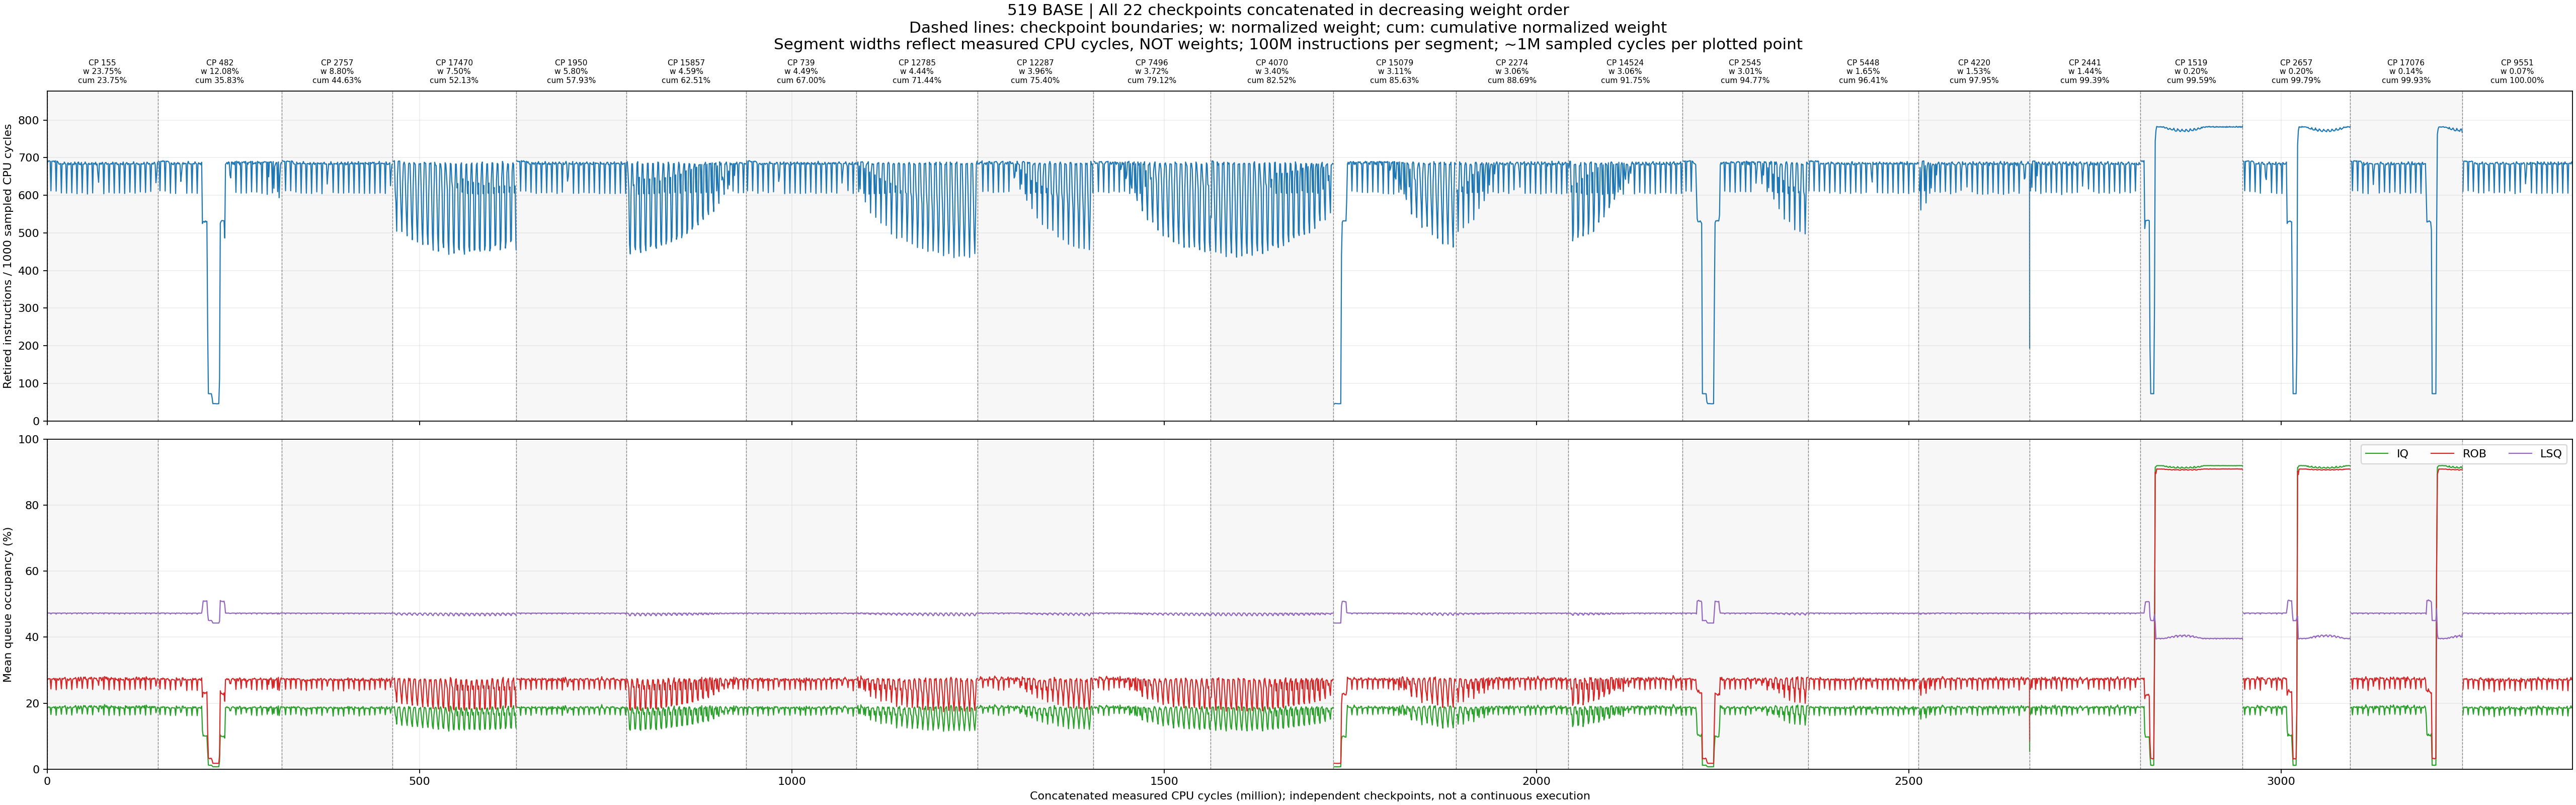 519 BASE | All 22 checkpoints concatenated in decreasing weight order
Dashed lines: checkpoint boundaries; w: normalized weight; cum: cumulative normalized weight
Segment widths reflect measured CPU cycles, NOT weights; 100M instructions per segment; ~1M sampled cycles per plotted point
CP 155
w 23.75%
cum 23.75%
CP 482
w 12.08%
cum 35.83%
CP 2757
w 8.80%
cum 44.63%
CP 17470
w 7.50%
cum 52.13%
CP 1950
w 5.80%
cum 57.93%
CP 15857
w 4.59%
cum 62.51%
CP 739
w 4.49%
cum 67.00%
CP 12785
w 4.44%
cum 71.44%
CP 12287
w 3.96%
cum 75.40%
CP 7496
w 3.72%
cum 79.12%
CP 4070
w 3.40%
cum 82.52%
CP 15079
w 3.11%
cum 85.63%
CP 2274
w 3.06%
cum 88.69%
CP 14524
w 3.06%
cum 91.75%
CP 2545
w 3.01%
cum 94.77%
CP 5448
w 1.65%
cum 96.41%
CP 4220
w 1.53%
cum 97.95%
CP 2441
w 1.44%
cum 99.39%
CP 1519
w 0.20%
cum 99.59%
CP 2657
w 0.20%
cum 99.79%
CP 17076
w 0.14%
cum 99.93%
CP 9551
w 0.07%
cum 100.00%
Retired instructions / 1000 sampled CPU cycles
800
700
600
500
400
300
200
100
0
Mean queue occupancy (%)
100
80
60
40
20
0
IQ
ROB
LSQ
0
500
1000
1500
2000
2500
3000
Concatenated measured CPU cycles (million); independent checkpoints, not a continuous execution